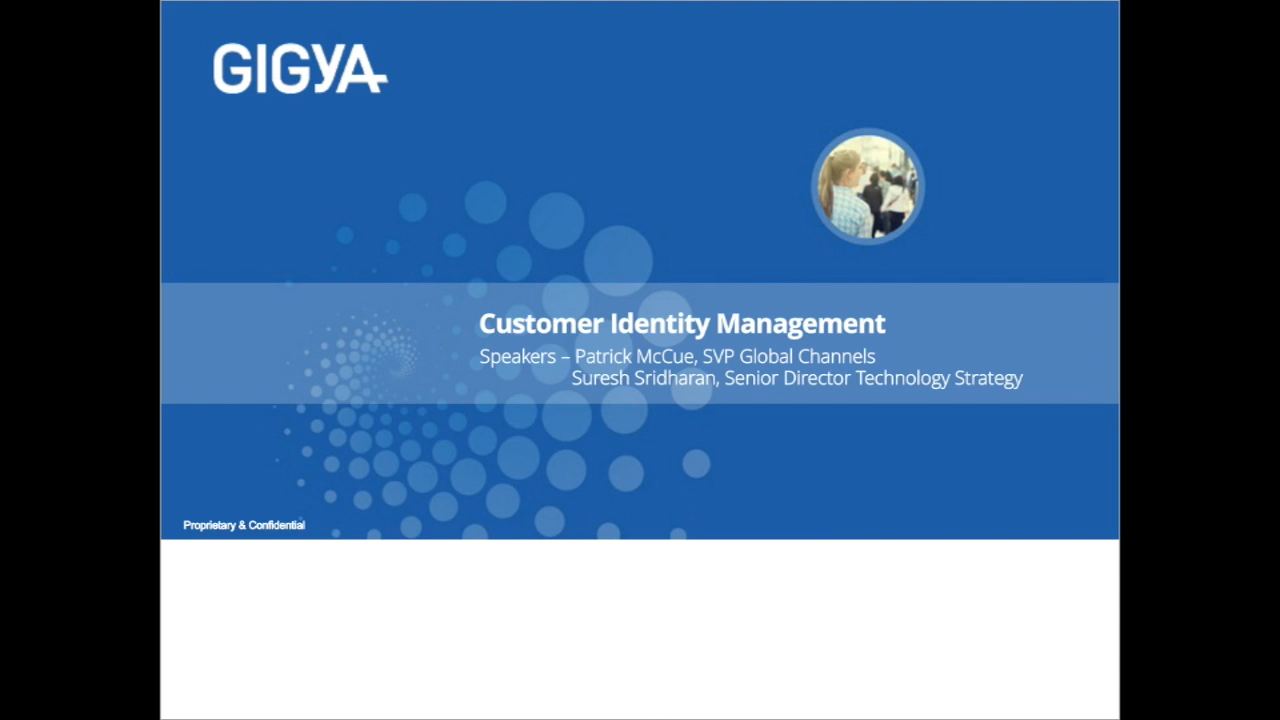 GIGYA
Customer Identity Management
Speakers – Patrick McCue, SVP Global Channels
Suresh Sridharan, Senior Director Technology Strategy
Proprietary & Confidential